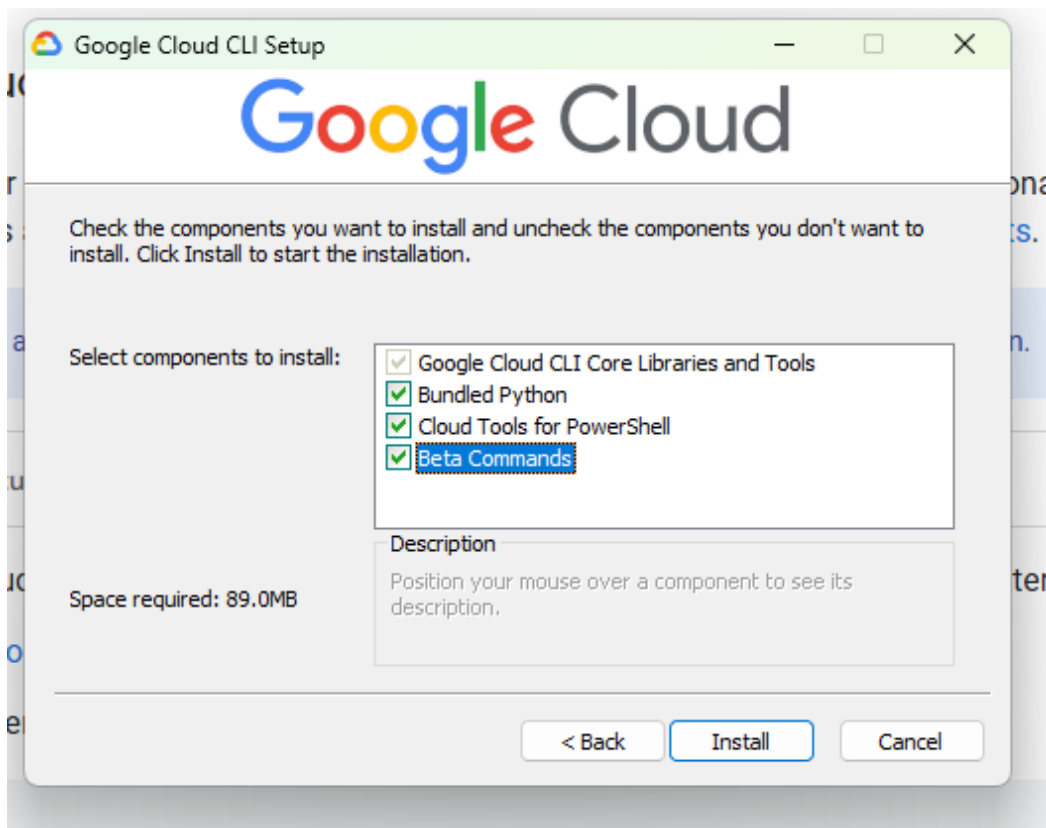 Google Cloud CLI Setup
Google Cloud
Check the components you want to install and uncheck the components you don't want to
install. Click Install to start the installation.
Select components to install:
Google Cloud CLI Core Libraries and Tools
Bundled Python
Cloud Tools for PowerShell
Beta Commands
Description
Position your mouse over a component to see its
description.
Space required: 89.0MB
< Back
Install
Cancel